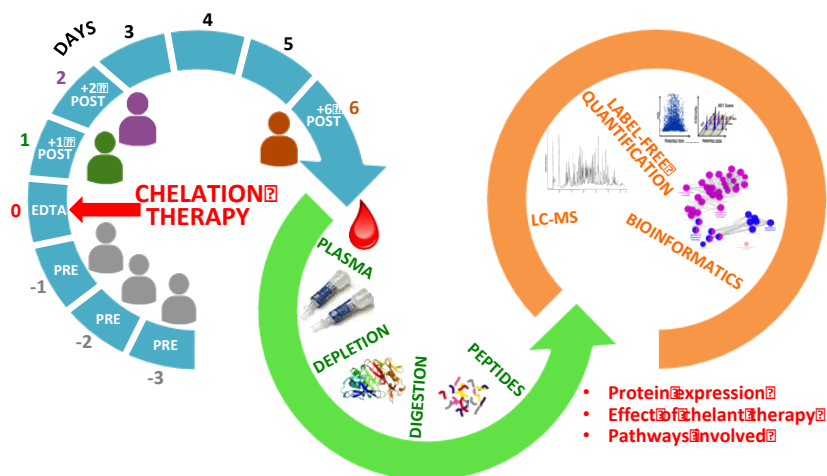 DAYS
-3
PRE
-2
PRE
-1
PRE
0
EDTA
CHELATION
THERAPY
1
+1
POST
2
+2
POST
3
4
5
6
+6
POST
PLASMA
DEPLETION
DIGESTION
PEPTIDES
LC-MS
LABEL-FREE
QUANTIFICATION
BIOINFORMATICS
• Protein expression
• Effect of chelant therapy
• Pathways involved